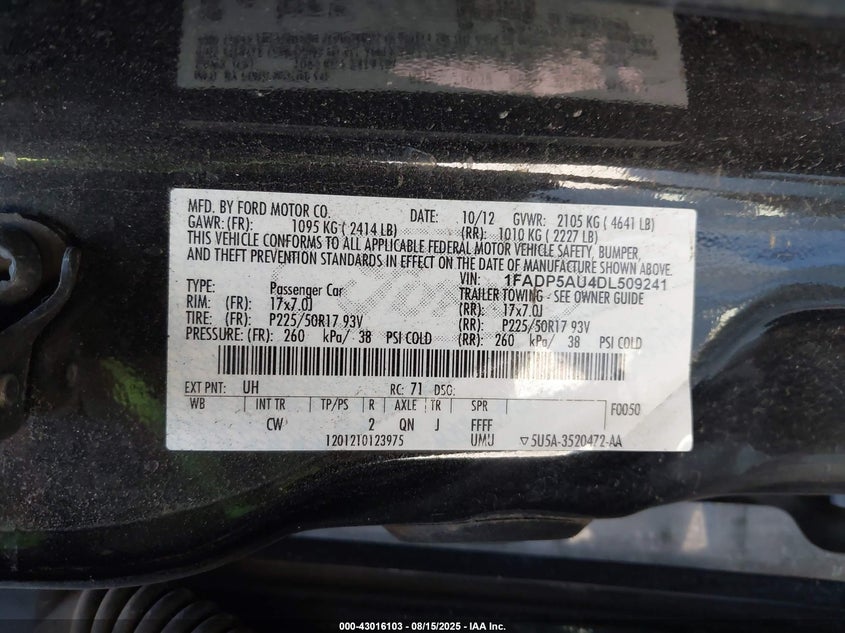 MFD. BY FORD MOTOR CO. DATE: 10/12 GVWR: 2105 KG ( 4641 LB)
GAWR: (FR): 1095 KG ( 2414 LB) (RR): 1010 KG ( 2227 LB)
THIS VEHICLE CONFORMS TO ALL APPLICABLE FEDERAL MOTOR VEHICLE SAFETY, BUMPER,
AND THEFT PREVENTION STANDARDS IN EFFECT ON THE DATE OF MANUFACTURE SHOWN ABOVE.
VIN: 1FADP5AU4DL509241
TYPE: Passenger Car TRAILER TOWING - SEE OWNER GUIDE
RIM: (FR): 17x7.0J (RR): 17x7.0J
TIRE: (FR): P225/50R17 93V (RR): P225/50R17 93V
PRESSURE: (FR): 260 kPa/ 38 PSI COLD (RR): 260 kPa/ 38 PSI COLD
EXT PNT: UH RC: 71 DSO:
WB INT TR TP/PS R AXLE TR SPR F0050
CW 2 QN J FFFF
1201210123975 UMU ▽5U5A-3520472-AA
000-43016103 - 08/15/2025 - IAA Inc.